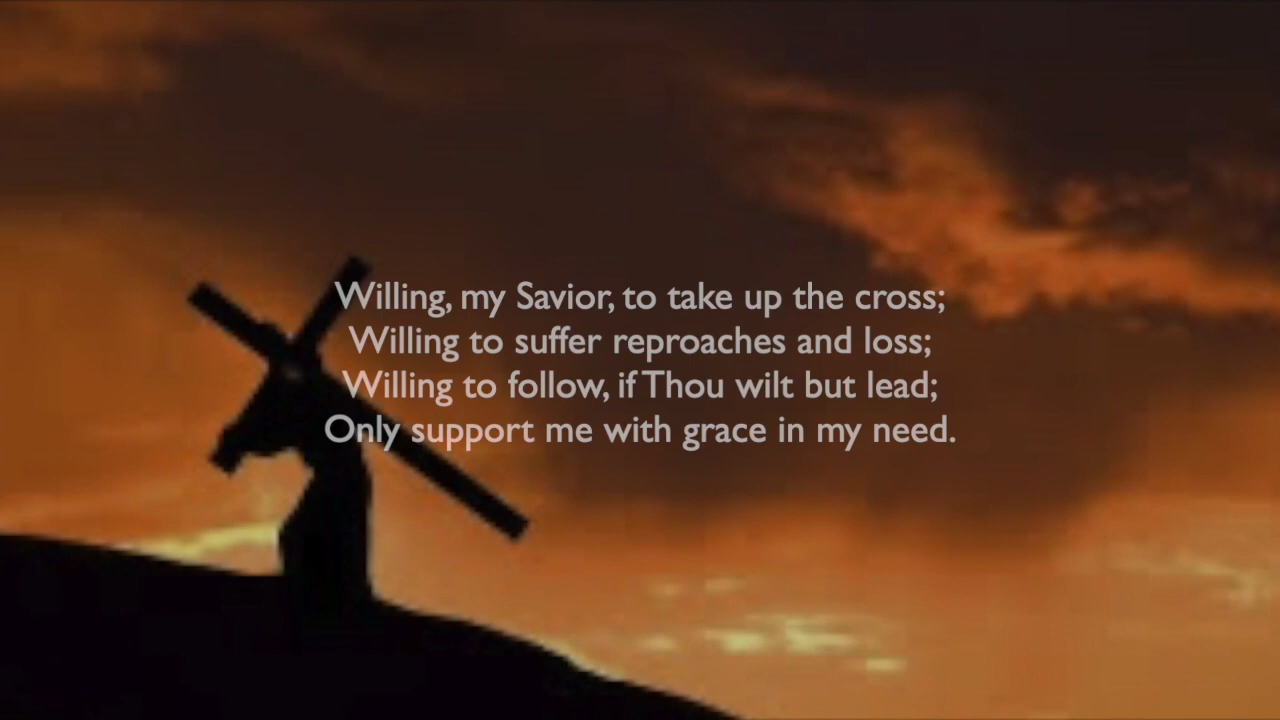 Willing, my Savior, to take up the cross;
Willing to suffer reproaches and loss;
Willing to follow, if Thou wilt but lead;
Only support me with grace in my need.